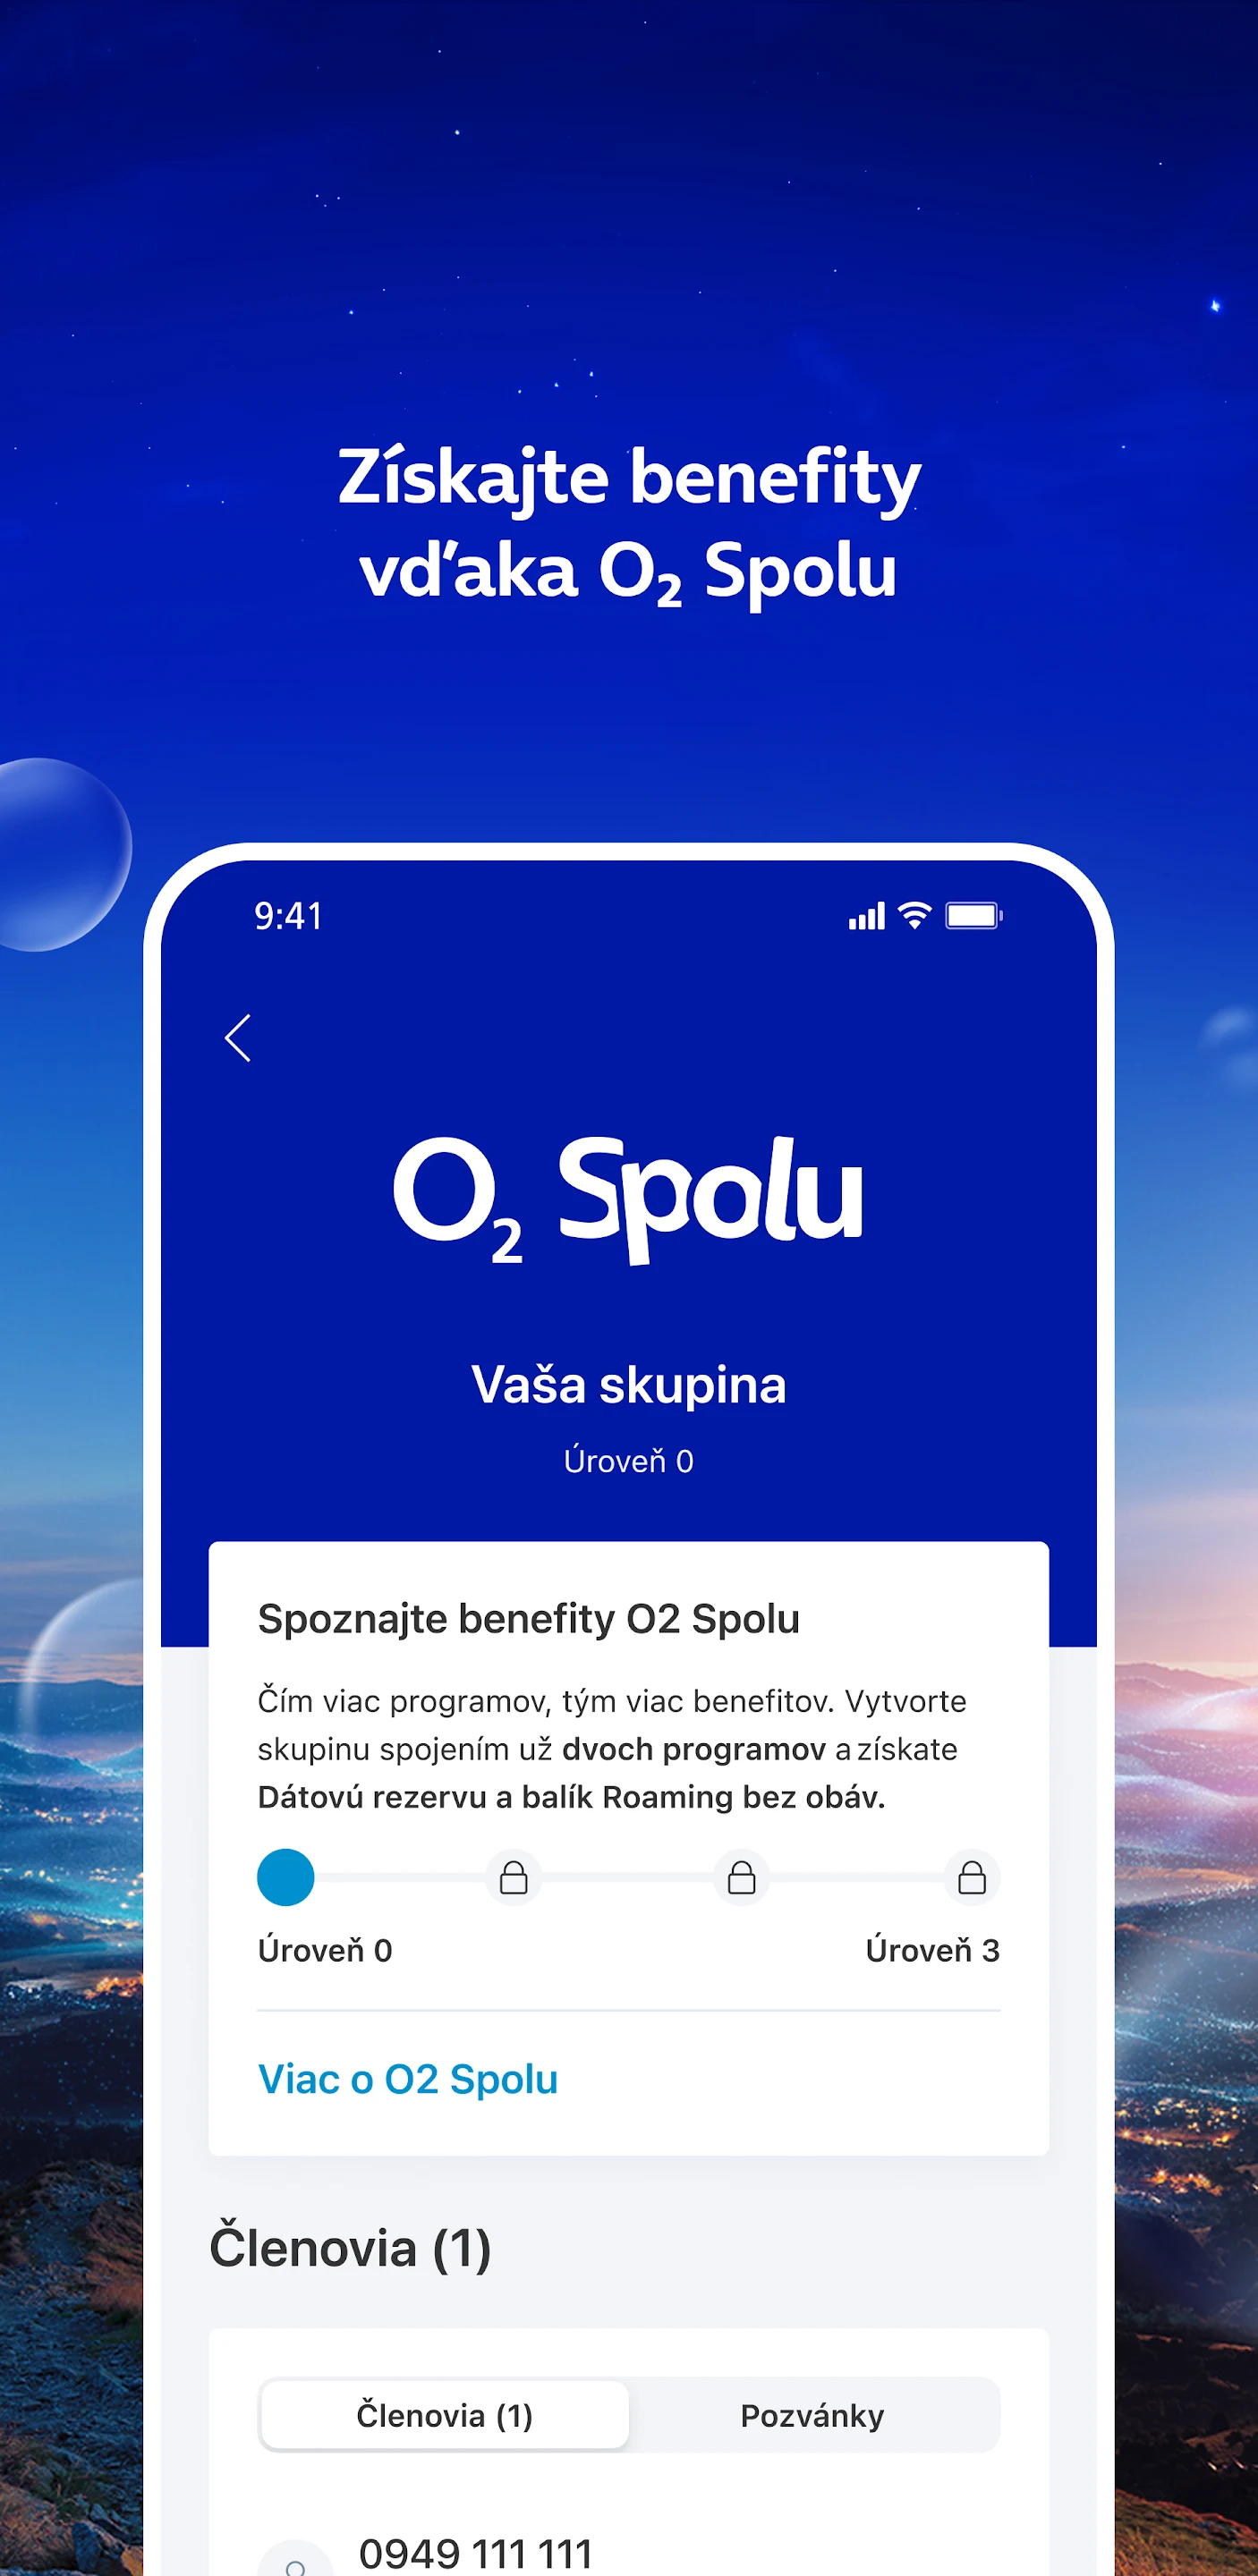 Získajte benefity
vďaka O₂ Spolu
9:41
O₂ Spolu
Vaša skupina
Úroveň 0
Spoznajte benefity O2 Spolu
Čím viac programov, tým viac benefitov. Vytvorte
skupinu spojením už dvoch programov a získate
Dátovú rezervu a balík Roaming bez obáv.
Úroveň 0 Úroveň 3
Viac o O2 Spolu
Členovia (1)
Členovia (1) Pozvánky
0949 111 111